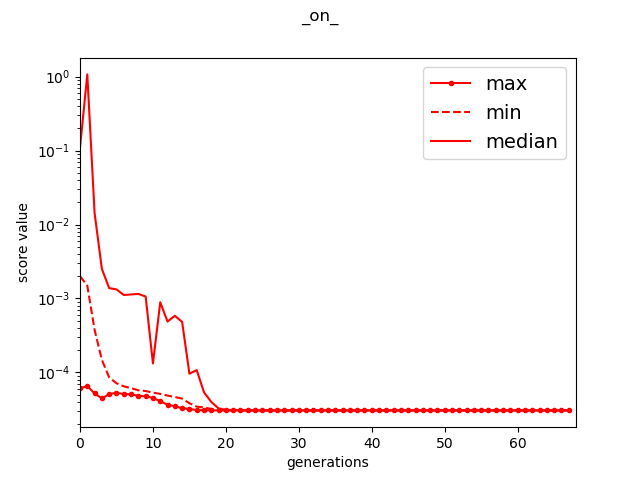 _on_
max
min
median
10⁰
10⁻¹
10⁻²
10⁻³
10⁻⁴
score value
0 10 20 30 40 50 60
generations